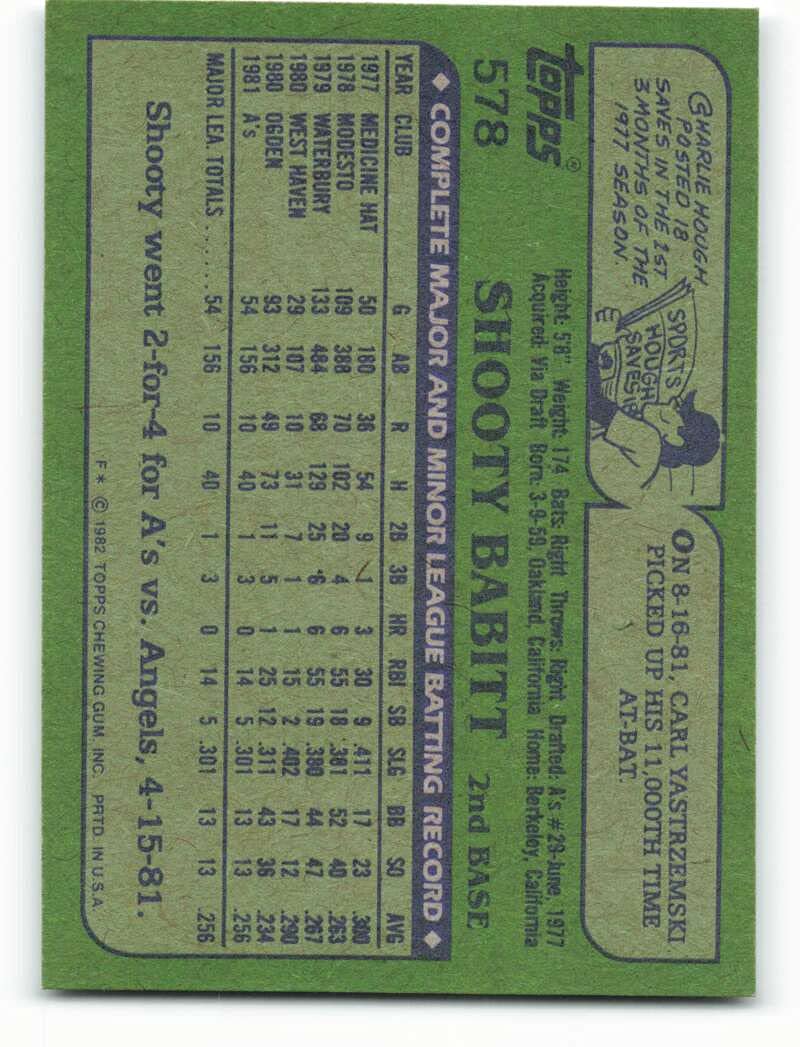 CHARLIE HOUGH
POSTED 18
SAVES IN THE 1ST
3 MONTHS OF THE
1977 SEASON.
SPORTS
HOUGH
SAVES 18
ON 8-16-81, CARL YASTRZEMSKI
PICKED UP HIS 11,000TH TIME
AT-BAT.
Topps®
578
Height: 5'8" Weight: 174 Bats: Right Throws: Right Drafted: A's #29-June, 1977
Acquired: Via Draft Born: 3-9-59, Oakland, California Home: Berkeley, California
SHOOTY BABITT 2nd BASE
◆ COMPLETE MAJOR AND MINOR LEAGUE BATTING RECORD ◆
YEAR CLUB G AB R H 2B 3B HR RBI SB SLG BB SO AVG
1977 MEDICINE HAT 50 180 36 54 9 1 3 30 9 .411 17 23 .300
1978 MODESTO 109 388 70 102 20 4 6 55 18 .381 52 40 .263
1979 WATERBURY 133 484 68 129 25 *6 6 55 19 .380 44 47 .267
1980 WEST HAVEN 29 107 10 31 7 1 1 15 2 .402 17 12 .290
1980 OGDEN 93 312 49 73 11 5 1 25 12 .311 43 36 .234
1981 A's 54 156 10 40 1 3 0 14 5 .301 13 13 .256
MAJOR LEA. TOTALS...... 54 156 10 40 1 3 0 14 5 .301 13 13 .256
Shooty went 2-for-4 for A's vs. Angels, 4-15-81.
F* © 1982 TOPPS CHEWING GUM, INC. PRTD. IN U.S.A.